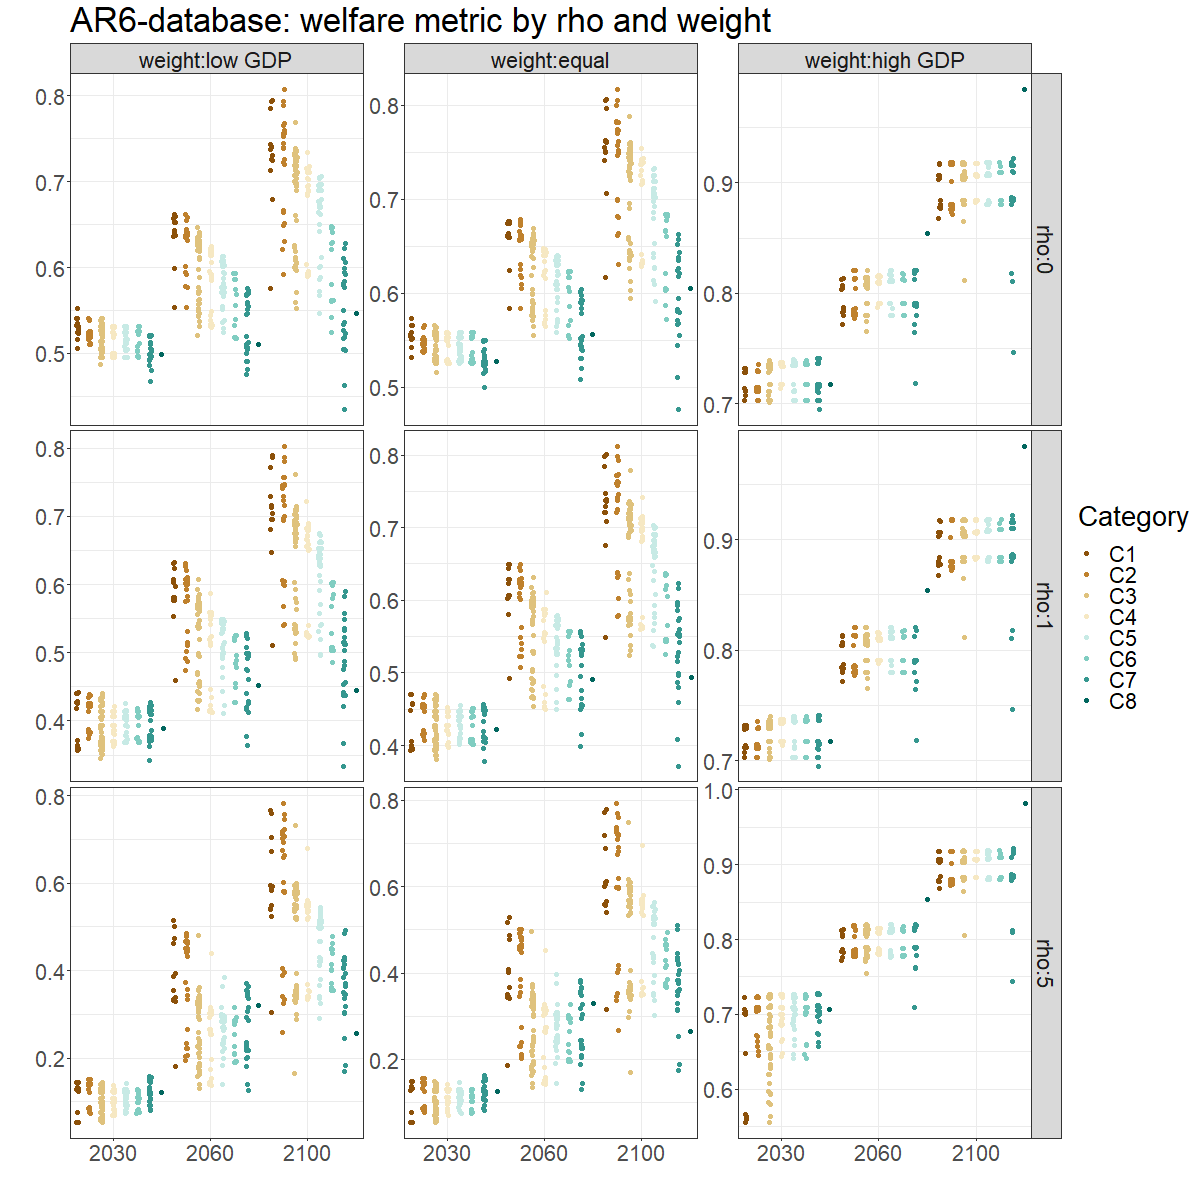 AR6-database: welfare metric by rho and weight
weight:low GDP
weight:equal
weight:high GDP
0.8
0.7
0.6
0.5
0.8
0.7
0.6
0.5
0.9
0.8
0.7
rho:0
0.8
0.7
0.6
0.5
0.4
0.8
0.7
0.6
0.5
0.4
0.9
0.8
0.7
rho:1
0.8
0.6
0.4
0.2
0.8
0.6
0.4
0.2
1.0
0.9
0.8
0.7
0.6
rho:5
2030 2060 2100
2030 2060 2100
2030 2060 2100
Category
C1
C2
C3
C4
C5
C6
C7
C8